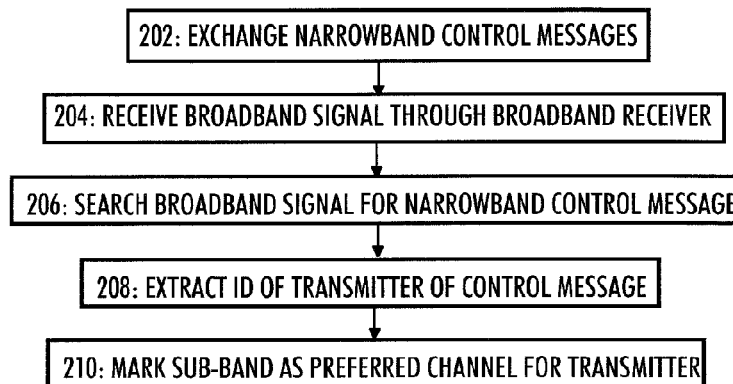 202: EXCHANGE NARROWBAND CONTROL MESSAGES
204: RECEIVE BROADBAND SIGNAL THROUGH BROADBAND RECEIVER
206: SEARCH BROADBAND SIGNAL FOR NARROWBAND CONTROL MESSAGE
208: EXTRACT ID OF TRANSMITTER OF CONTROL MESSAGE
210: MARK SUB-BAND AS PREFERRED CHANNEL FOR TRANSMITTER